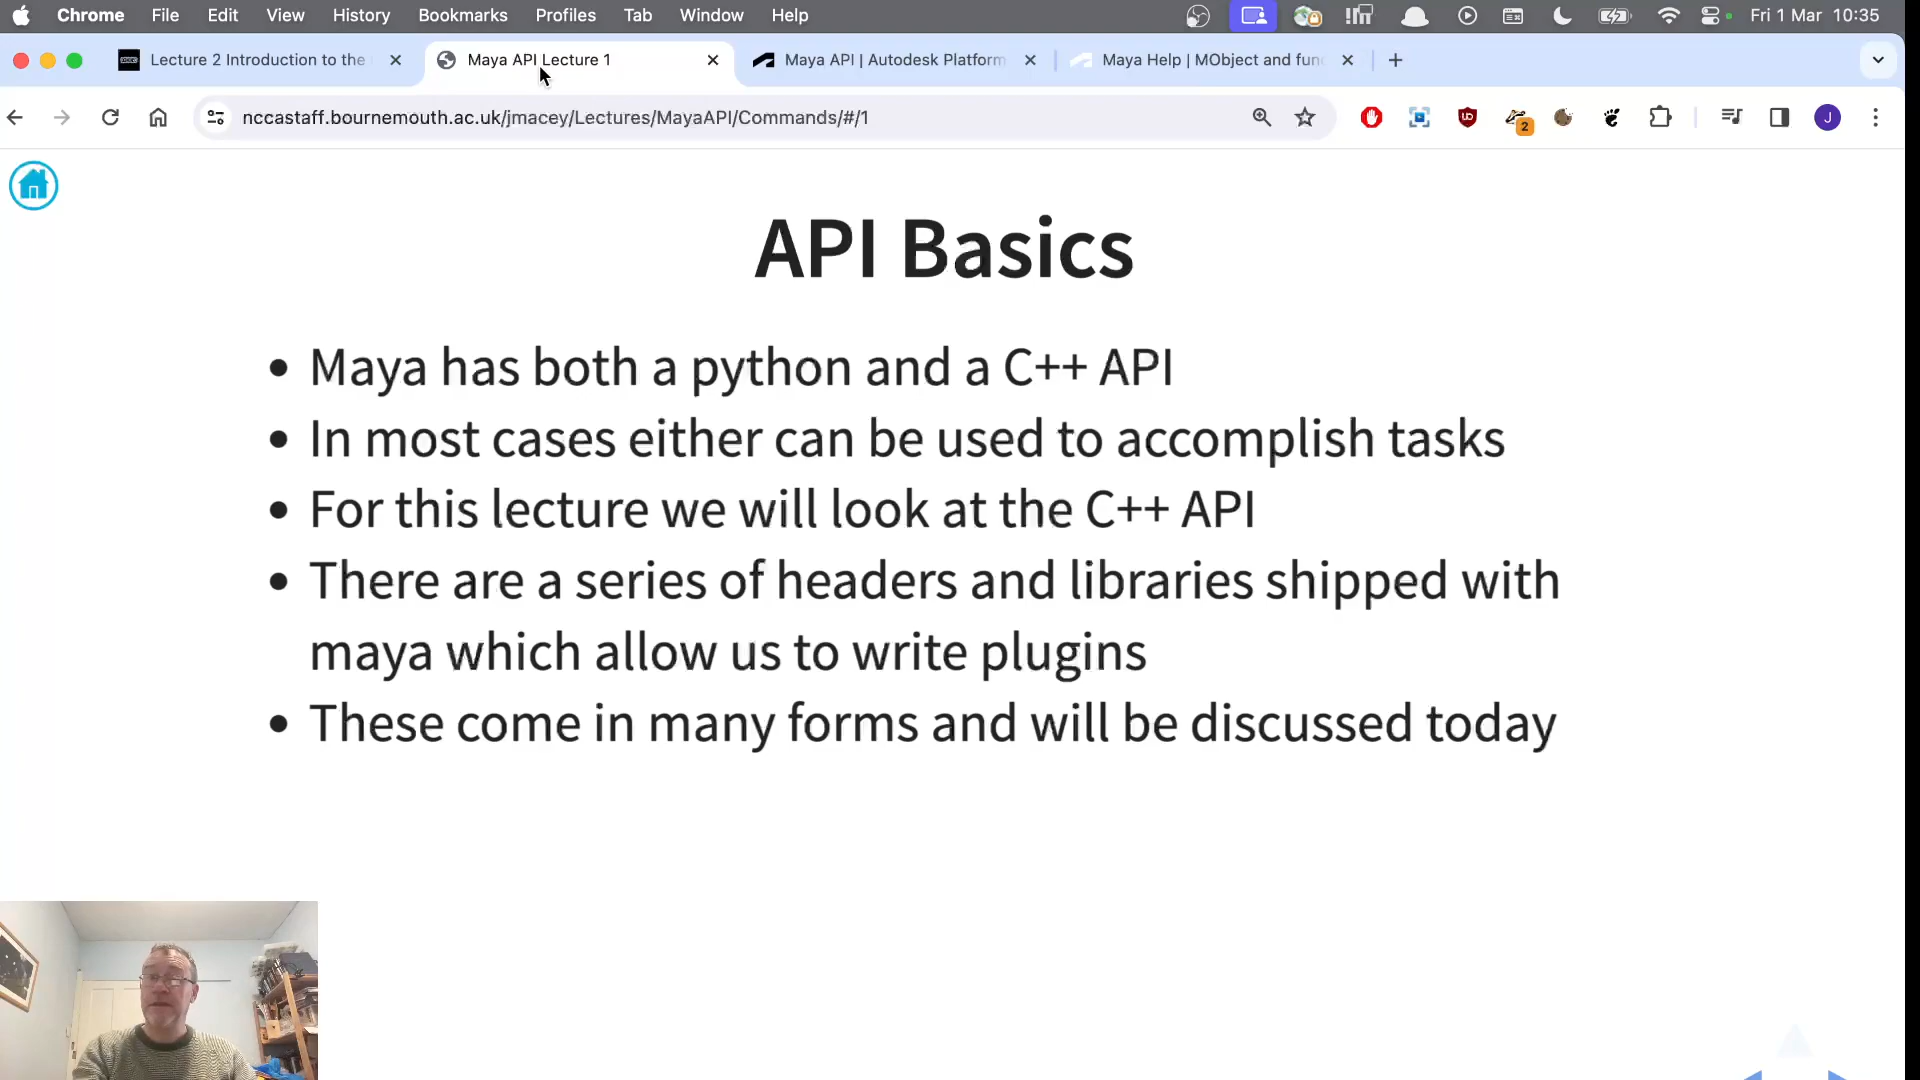 Chrome File Edit View History Bookmarks Profiles Tab Window Help Fri 1 Mar 10:35
Lecture 2 Introduction to the Maya API Lecture 1 Maya API | Autodesk Platform Maya Help | MObject and func
nccastaff.bournemouth.ac.uk/jmacey/Lectures/MayaAPI/Commands/#/1 2 J
API Basics
• Maya has both a python and a C++ API
• In most cases either can be used to accomplish tasks
• For this lecture we will look at the C++ API
• There are a series of headers and libraries shipped with
maya which allow us to write plugins
• These come in many forms and will be discussed today